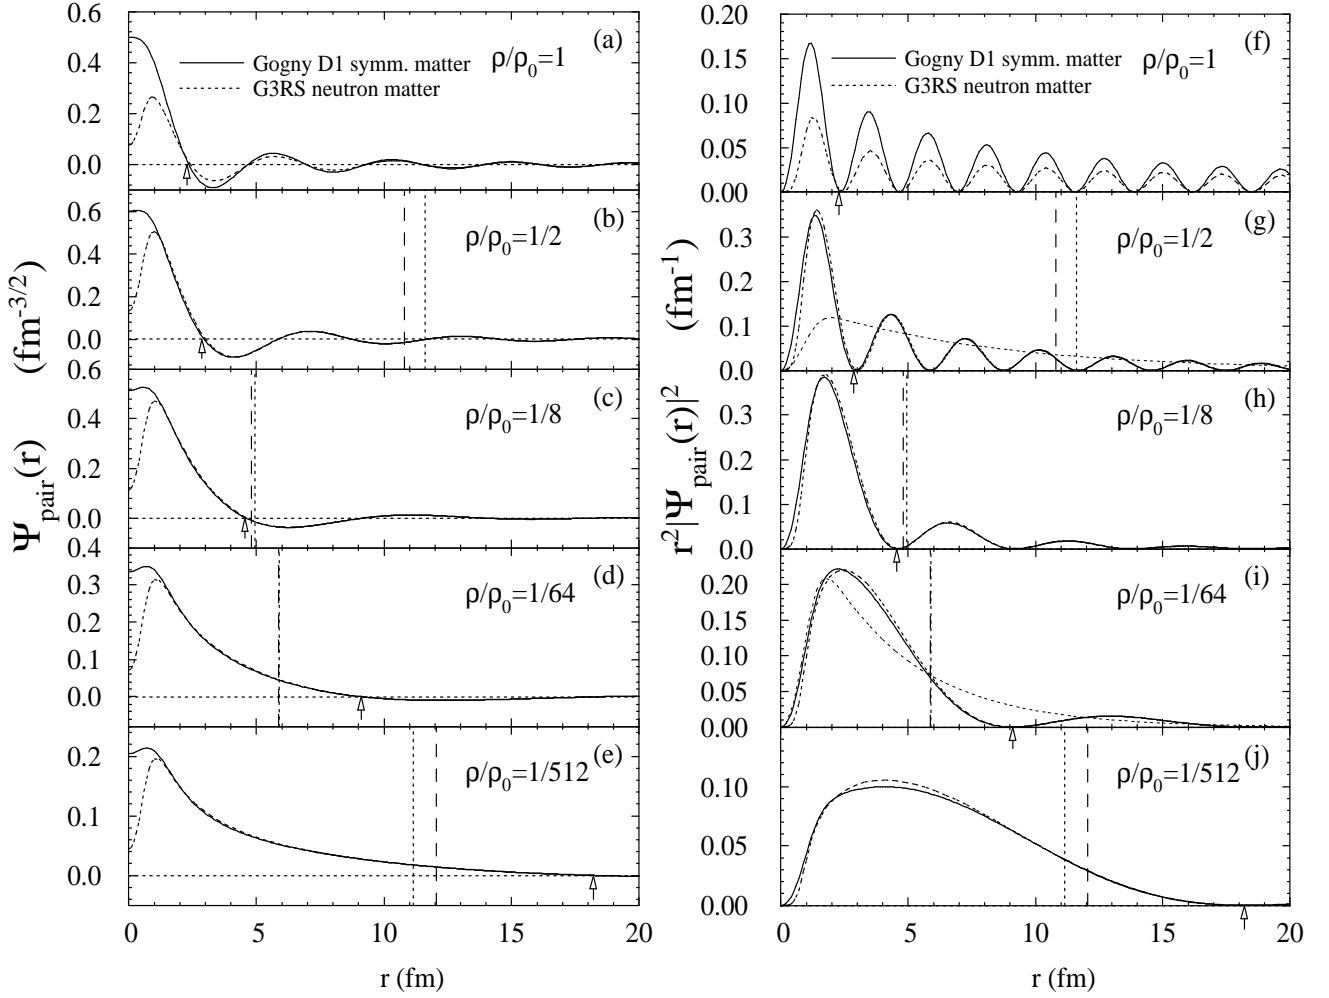 Ψpair(r) (fm-3/2)
0.6
0.4
0.2
0.0
(a)
Gogny D1 symm. matter
G3RS neutron matter
ρ/ρ0=1
0.6
0.4
0.2
0.0
(b)
ρ/ρ0=1/2
0.6
0.4
0.2
0.0
(c)
ρ/ρ0=1/8
0.4
0.3
0.2
0.1
0.0
(d)
ρ/ρ0=1/64
0.2
0.1
0.0
(e)
ρ/ρ0=1/512
0 5 10 15 20
r (fm)
r2|Ψpair(r)|2 (fm-1)
0.20
0.15
0.10
0.05
0.00
(f)
Gogny D1 symm. matter
G3RS neutron matter
ρ/ρ0=1
0.3
0.2
0.1
0.0
(g)
ρ/ρ0=1/2
0.3
0.2
0.1
0.0
(h)
ρ/ρ0=1/8
0.20
0.15
0.10
0.05
0.00
(i)
ρ/ρ0=1/64
0.10
0.05
0.00
(j)
ρ/ρ0=1/512
0 5 10 15 20
r (fm)